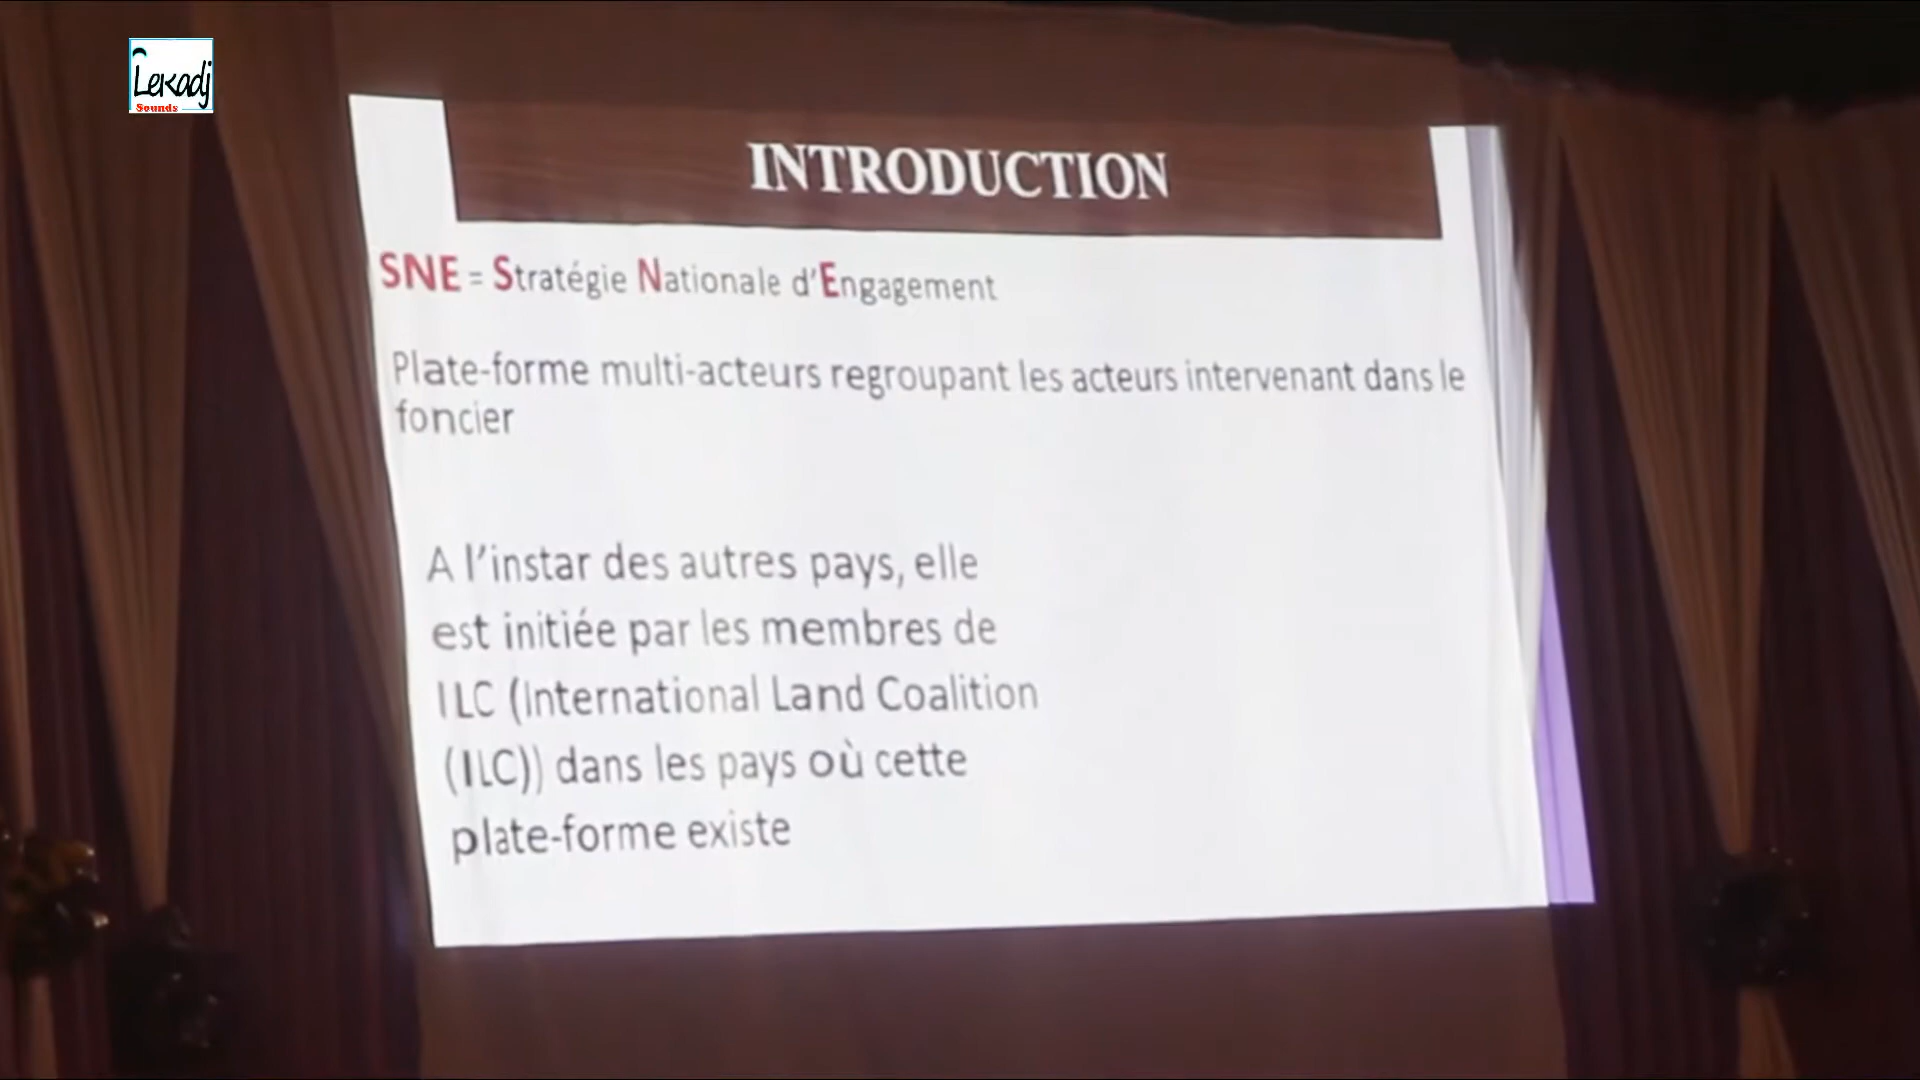 Lekadj
Sounds
INTRODUCTION
SNE = Stratégie Nationale d'Engagement
Plate-forme multi-acteurs regroupant les acteurs intervenant dans le
foncier
A l'instar des autres pays, elle
est initiée par les membres de
ILC (International Land Coalition
(ILC)) dans les pays où cette
plate-forme existe